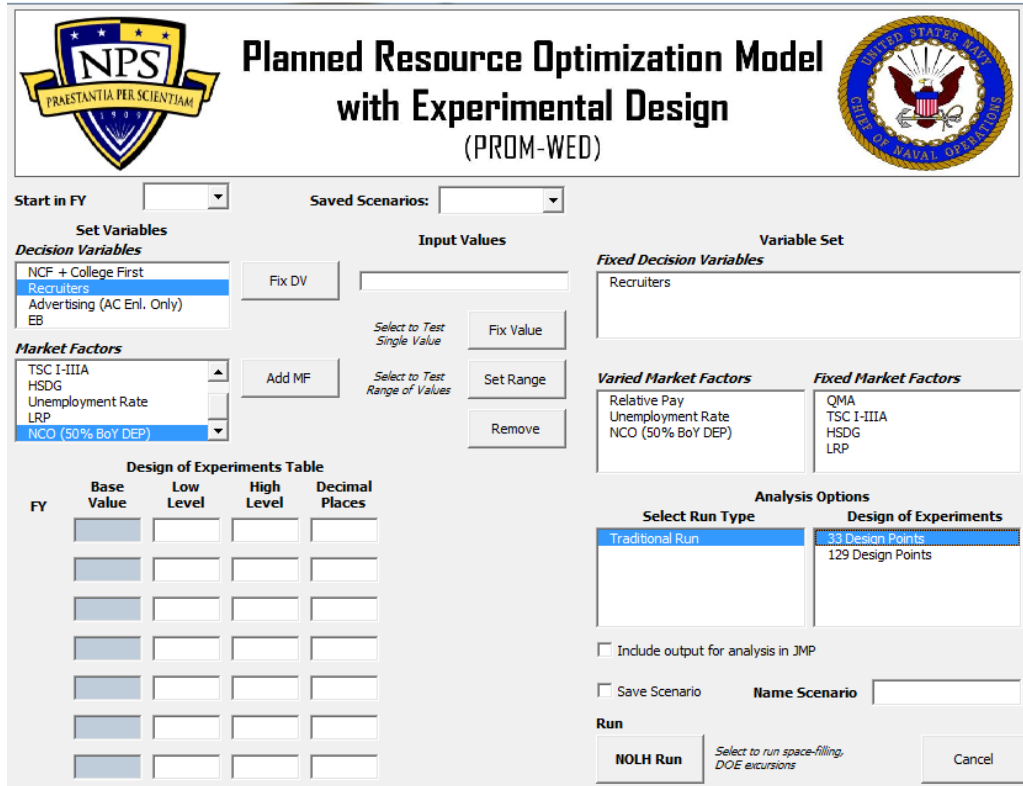 NPS
PRAESTANTIA PER SCIENTIAM
1909
Planned Resource Optimization Model
with Experimental Design
(PROM-WED)
UNITED STATES NAVY
CHIEF OF NAVAL OPERATIONS
Start in FY
Saved Scenarios:
Set Variables
Decision Variables
NCF + College First
Recruiters
Advertising (AC Enl. Only)
EB
Fix DV
Market Factors
TSC I-IIIA
HSDG
Unemployment Rate
LRP
NCO (50% BoY DEP)
Add MF
Input Values
Select to Test
Single Value
Fix Value
Select to Test
Range of Values
Set Range
Remove
Variable Set
Fixed Decision Variables
Recruiters
Varied Market Factors
Relative Pay
Unemployment Rate
NCO (50% BoY DEP)
Fixed Market Factors
QMA
TSC I-IIIA
HSDG
LRP
Design of Experiments Table
FY
Base
Value
Low
Level
High
Level
Decimal
Places
Analysis Options
Select Run Type
Traditional Run
Design of Experiments
33 Design Points
129 Design Points
Include output for analysis in JMP
Save Scenario
Name Scenario
Run
NOLH Run
Select to run space-filling,
DOE excursions
Cancel